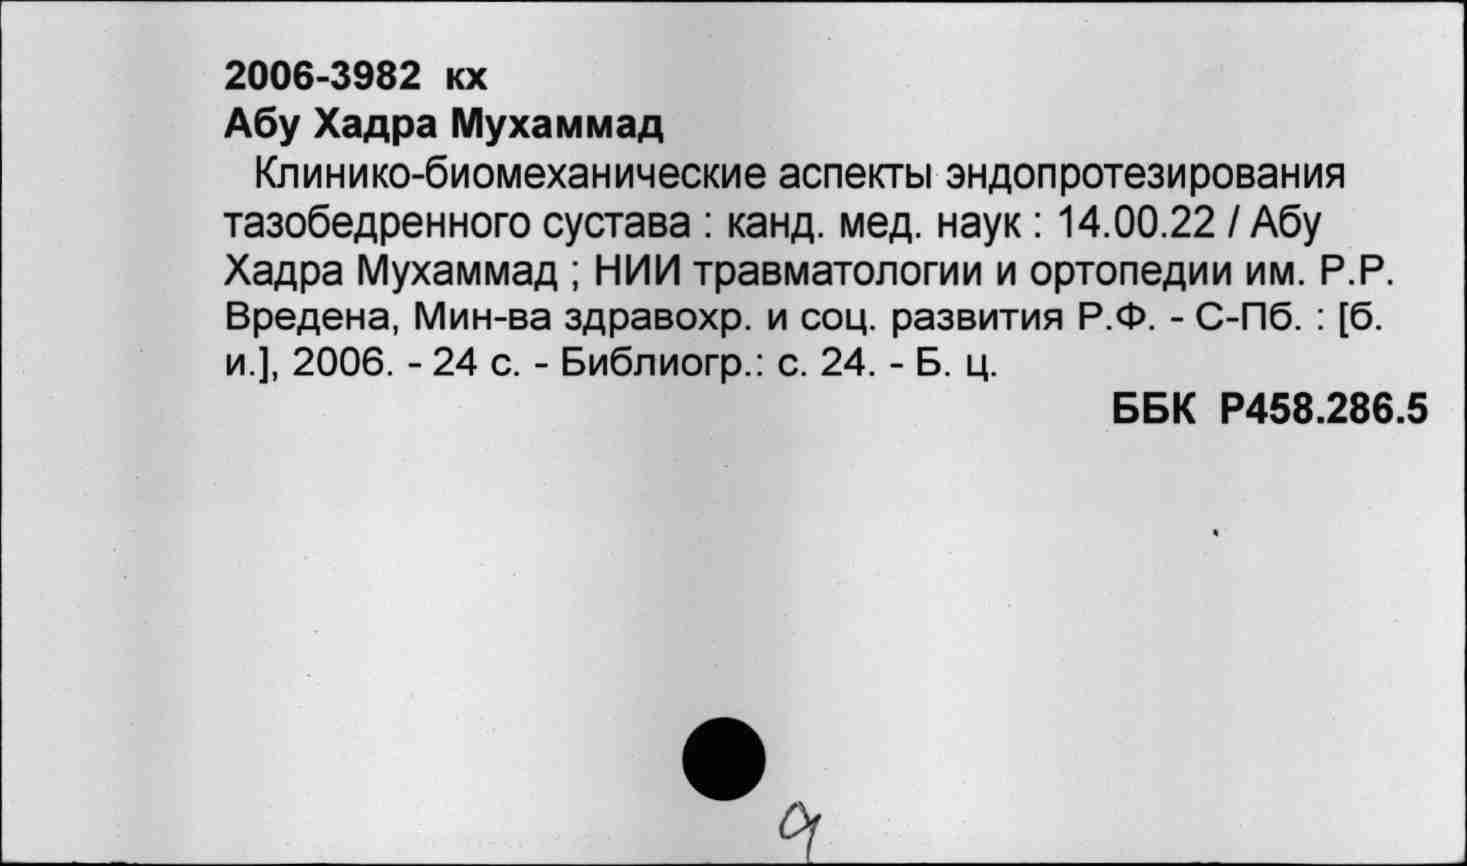 2006-3982 кх
Абу Хадра Мухаммад
Клинико-биомеханические аспекты эндопротезирования
тазобедренного сустава : канд. мед. наук : 14.00.22 / Абу
Хадра Мухаммад ; НИИ травматологии и ортопедии им. Р.Р.
Вредена, Мин-ва здравохр. и соц. развития Р.Ф. - С-Пб. : [б.
и.], 2006. - 24 с. - Библиогр.: с. 24. - Б. ц.
ББК Р458.286.5